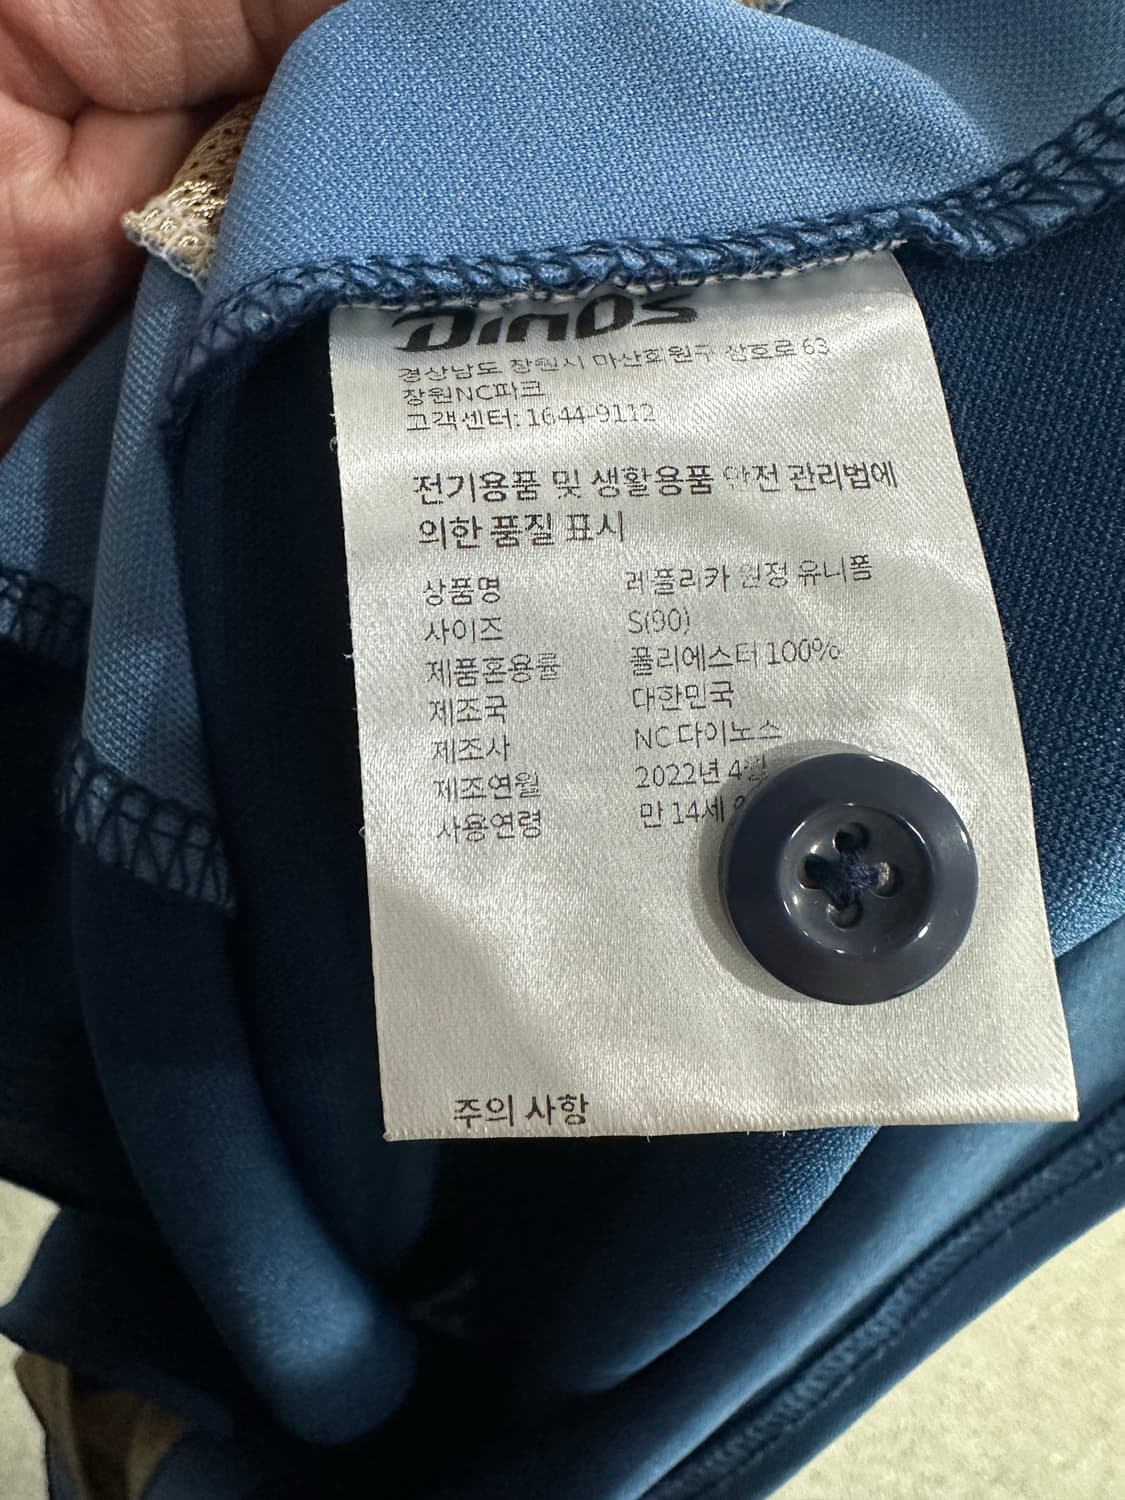 DINOS
경상남도 창원시 마산회원구 삼호로 63
창원NC파크
고객센터: 1644-9112
전기용품 및 생활용품 안전 관리법에
의한 품질 표시
상품명 레플리카 원정 유니폼
사이즈 S(90)
제품혼용률 폴리에스터 100%
제조국 대한민국
제조사 NC다이노스
제조연월 2022년
사용연령 만 14세
주의 사항